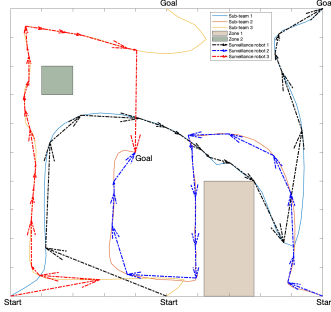 Goal
Goal
Sub-team 1
Sub-team 2
Sub-team 3
Zone 1
Zone 2
Surveillance robot 1
Surveillance robot 2
Surveillance robot 3
Goal
Start
Start
Start